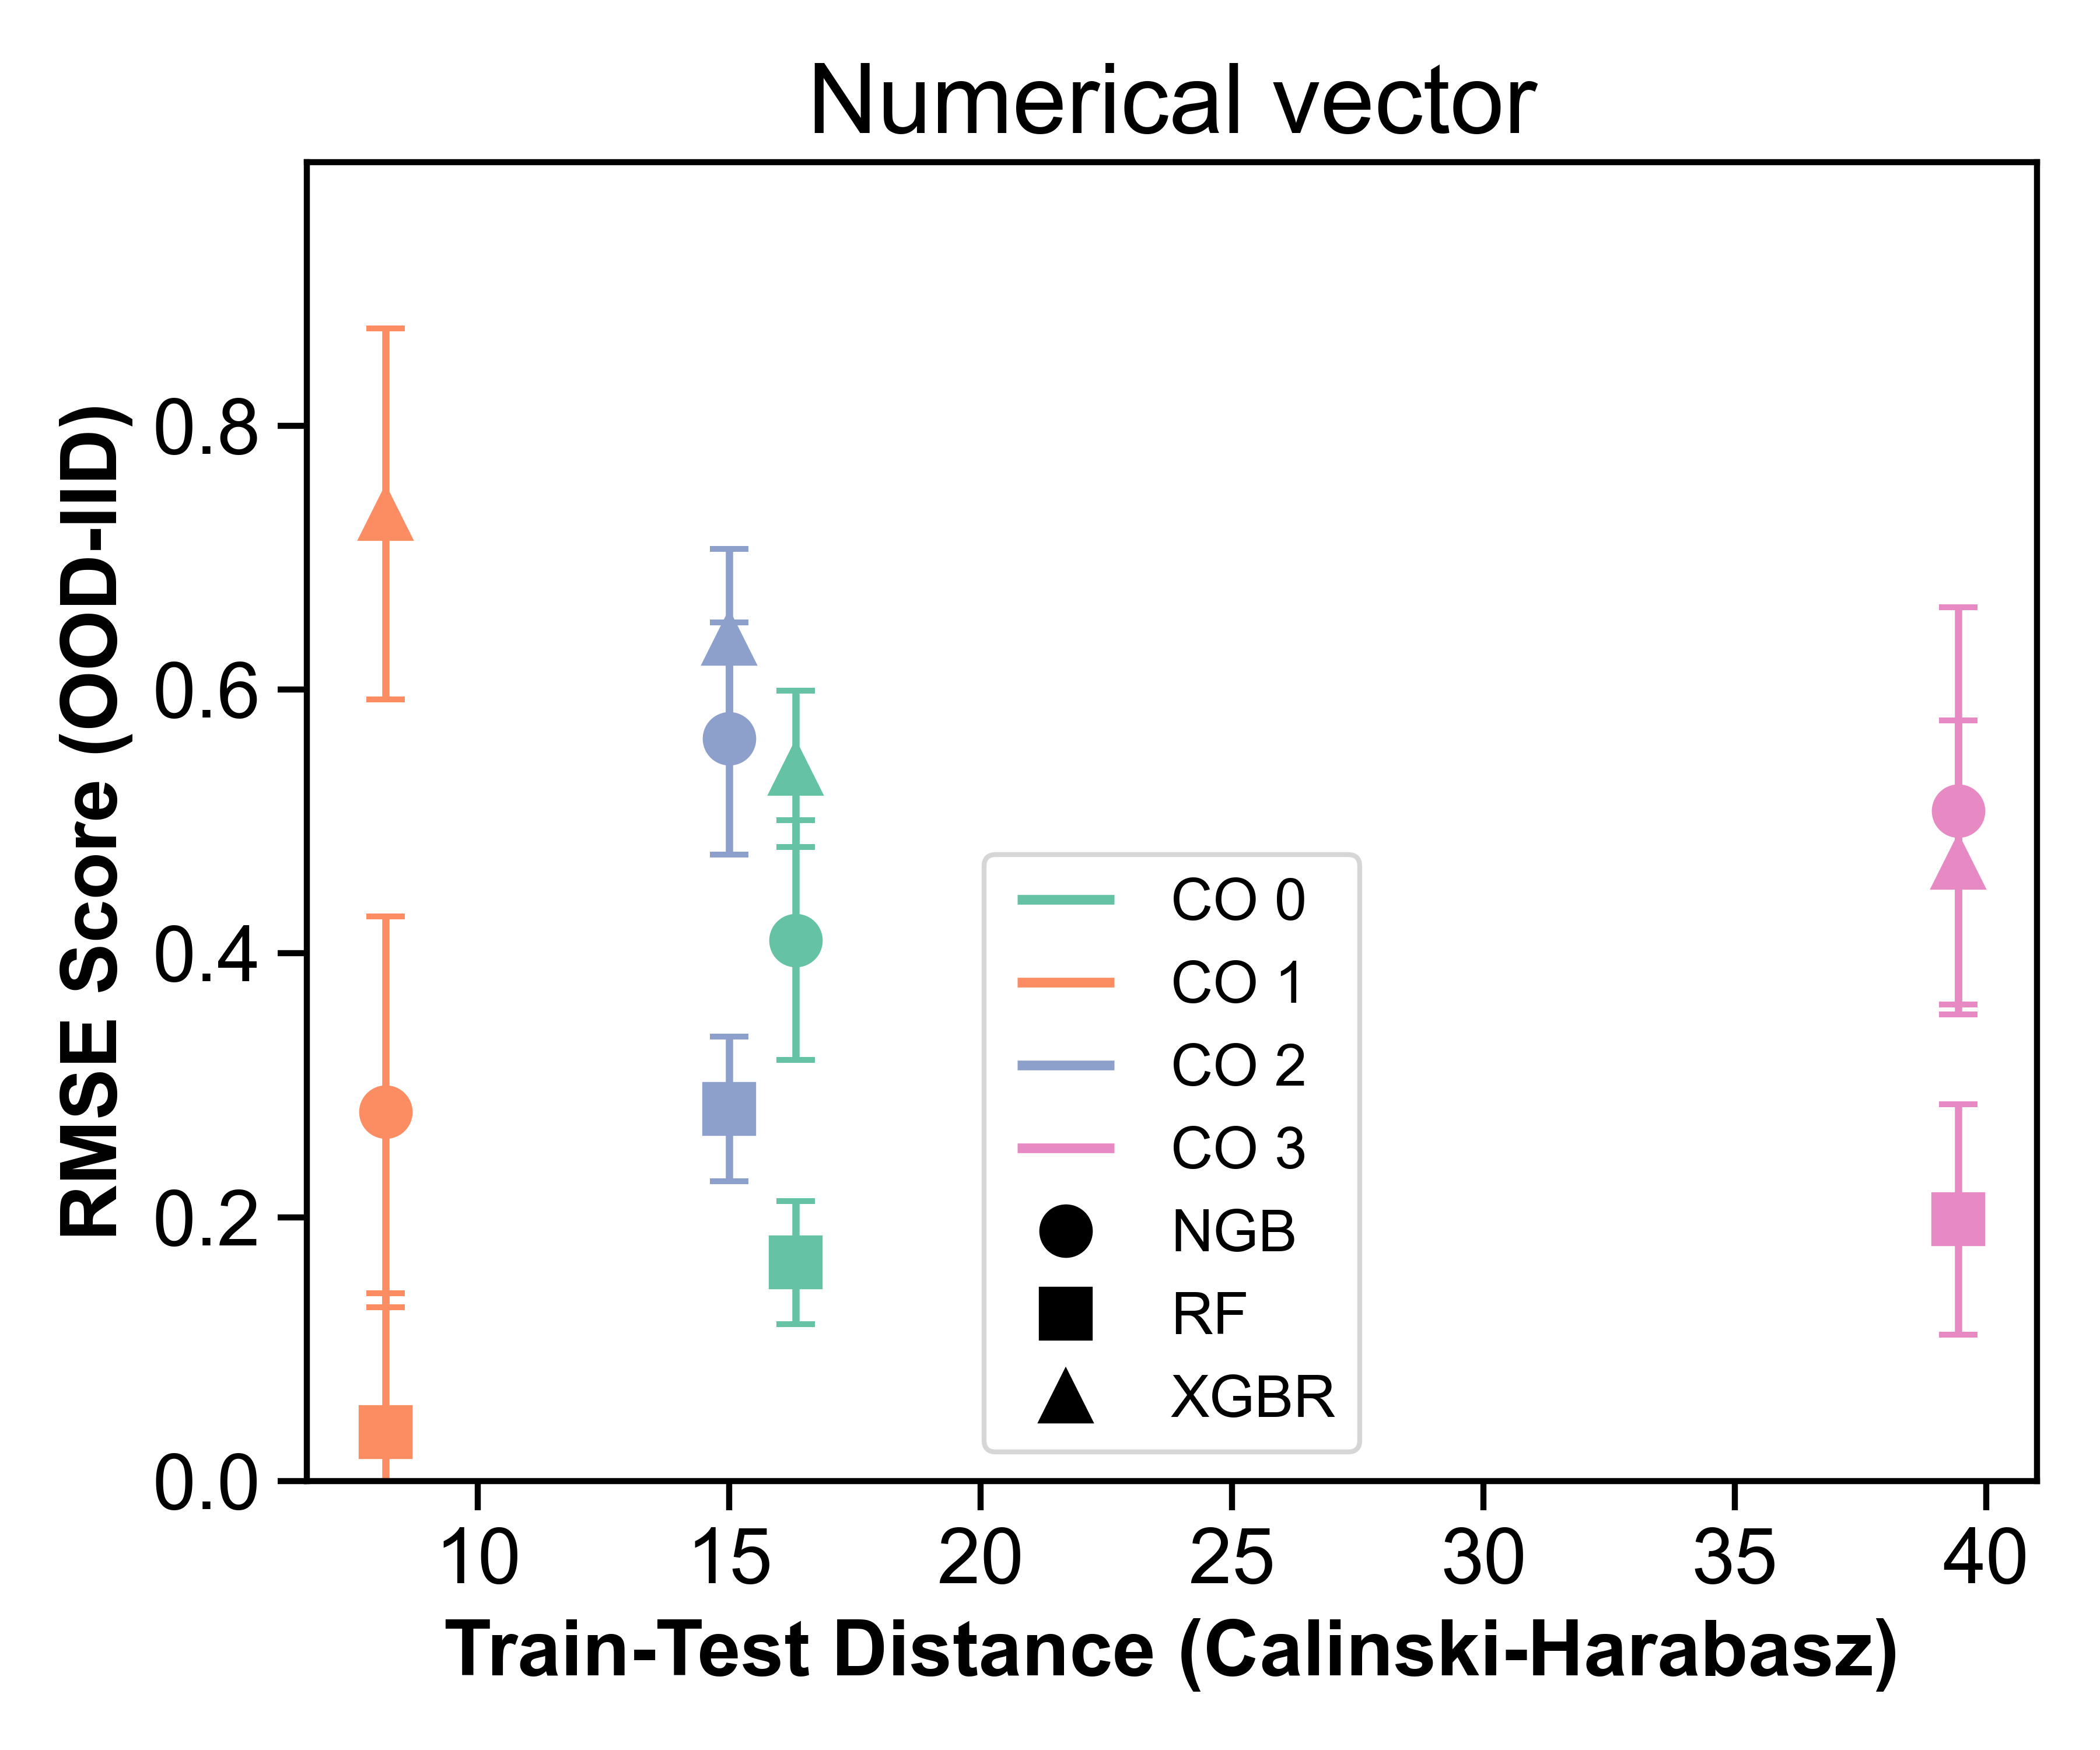 Numerical vector
RMSE Score (OOD-IID)
0.8
0.6
0.4
0.2
0.0
CO 0
CO 1
CO 2
CO 3
NGB
RF
XGBR
10 15 20 25 30 35 40
Train-Test Distance (Calinski-Harabasz)